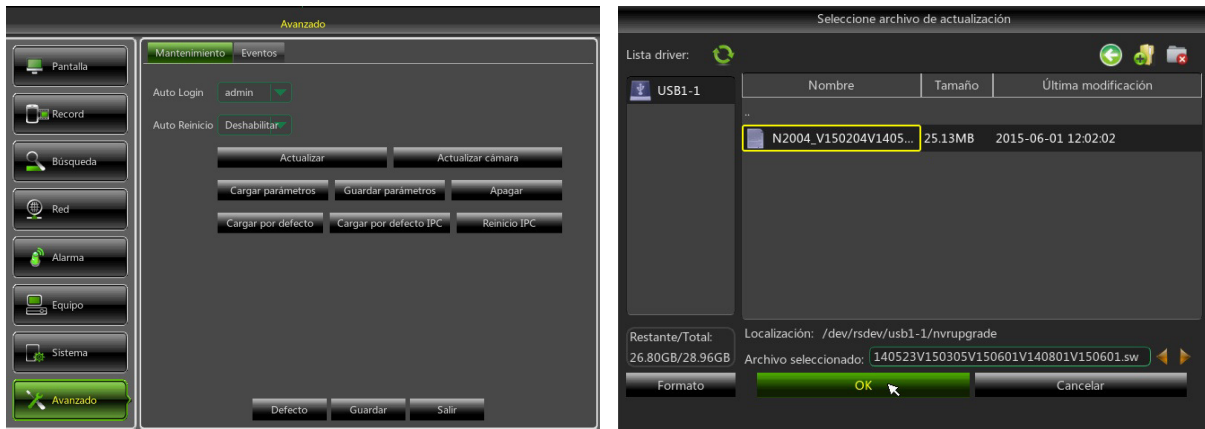 Avanzado
Mantenimiento Eventos
Pantalla
Record
Búsqueda
Red
Alarma
Equipo
Sistema
Avanzado
Auto Login admin
Auto Reinicio Deshabilitar
Actualizar Actualizar cámara
Cargar parámetros Guardar parámetros Apagar
Cargar por defecto Cargar por defecto IPC Reinicio IPC
Defecto Guardar Salir
Seleccione archivo de actualización
Lista driver:
USB1-1
Nombre Tamaño Última modificación
..
N2004_V150204V1405... 25.13MB 2015-06-01 12:02:02
Restante/Total:
26.80GB/28.96GB
Localización: /dev/rsdev/usb1-1/nvrupgrade
Archivo seleccionado: 140523V150305V150601V140801V150601.sw
Formato OK Cancelar